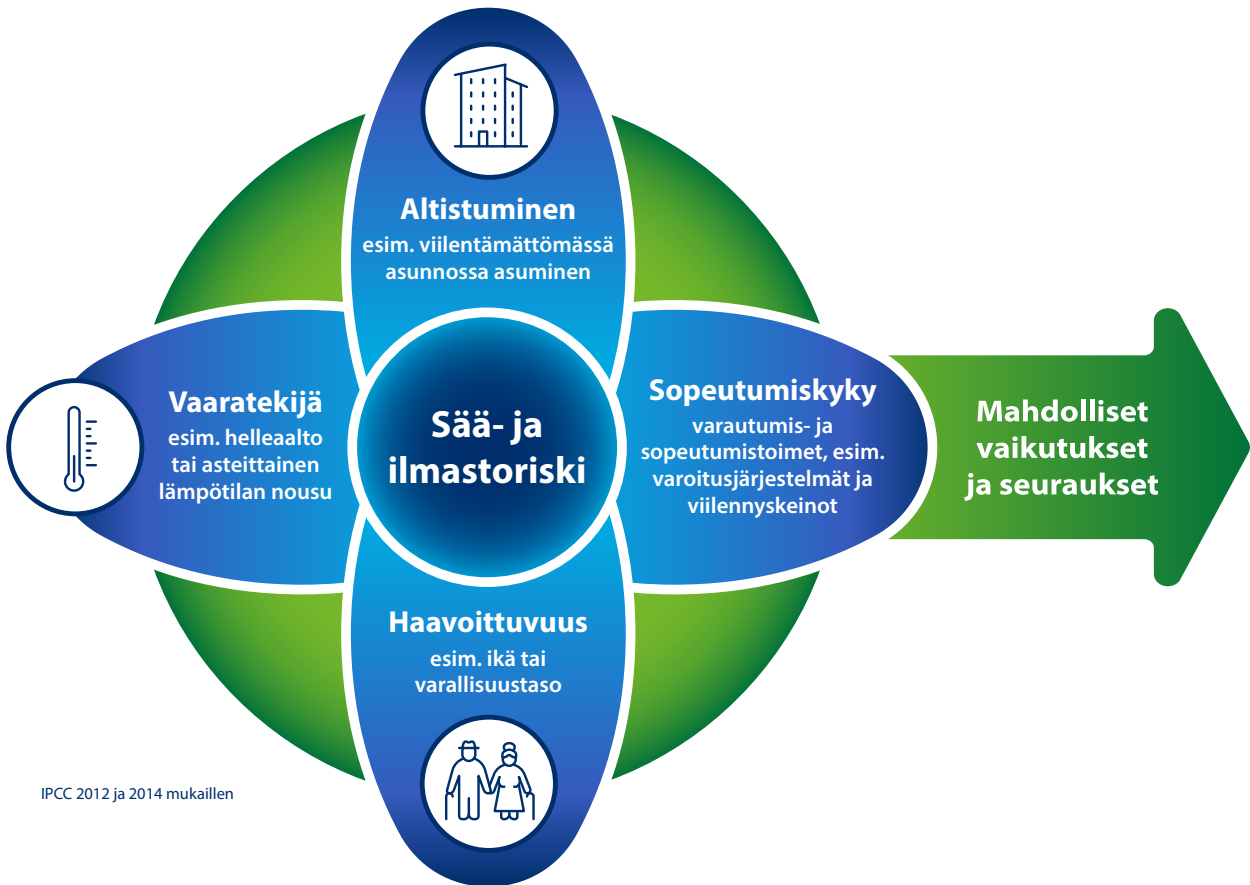 Altistuminen
esim. viilentämättömässä
asunnossa asuminen
Vaaratekijä
esim. helleaalto
tai asteittainen
lämpötilan nousu
Sää- ja
ilmastoriski
Sopeutumiskyky
varautumis- ja
sopeutumistoimet, esim.
varoitusjärjestelmät ja
viilennyskeinot
Mahdolliset
vaikutukset
ja seuraukset
Haavoittuvuus
esim. ikä tai
varallisuustaso
IPCC 2012 ja 2014 mukaillen